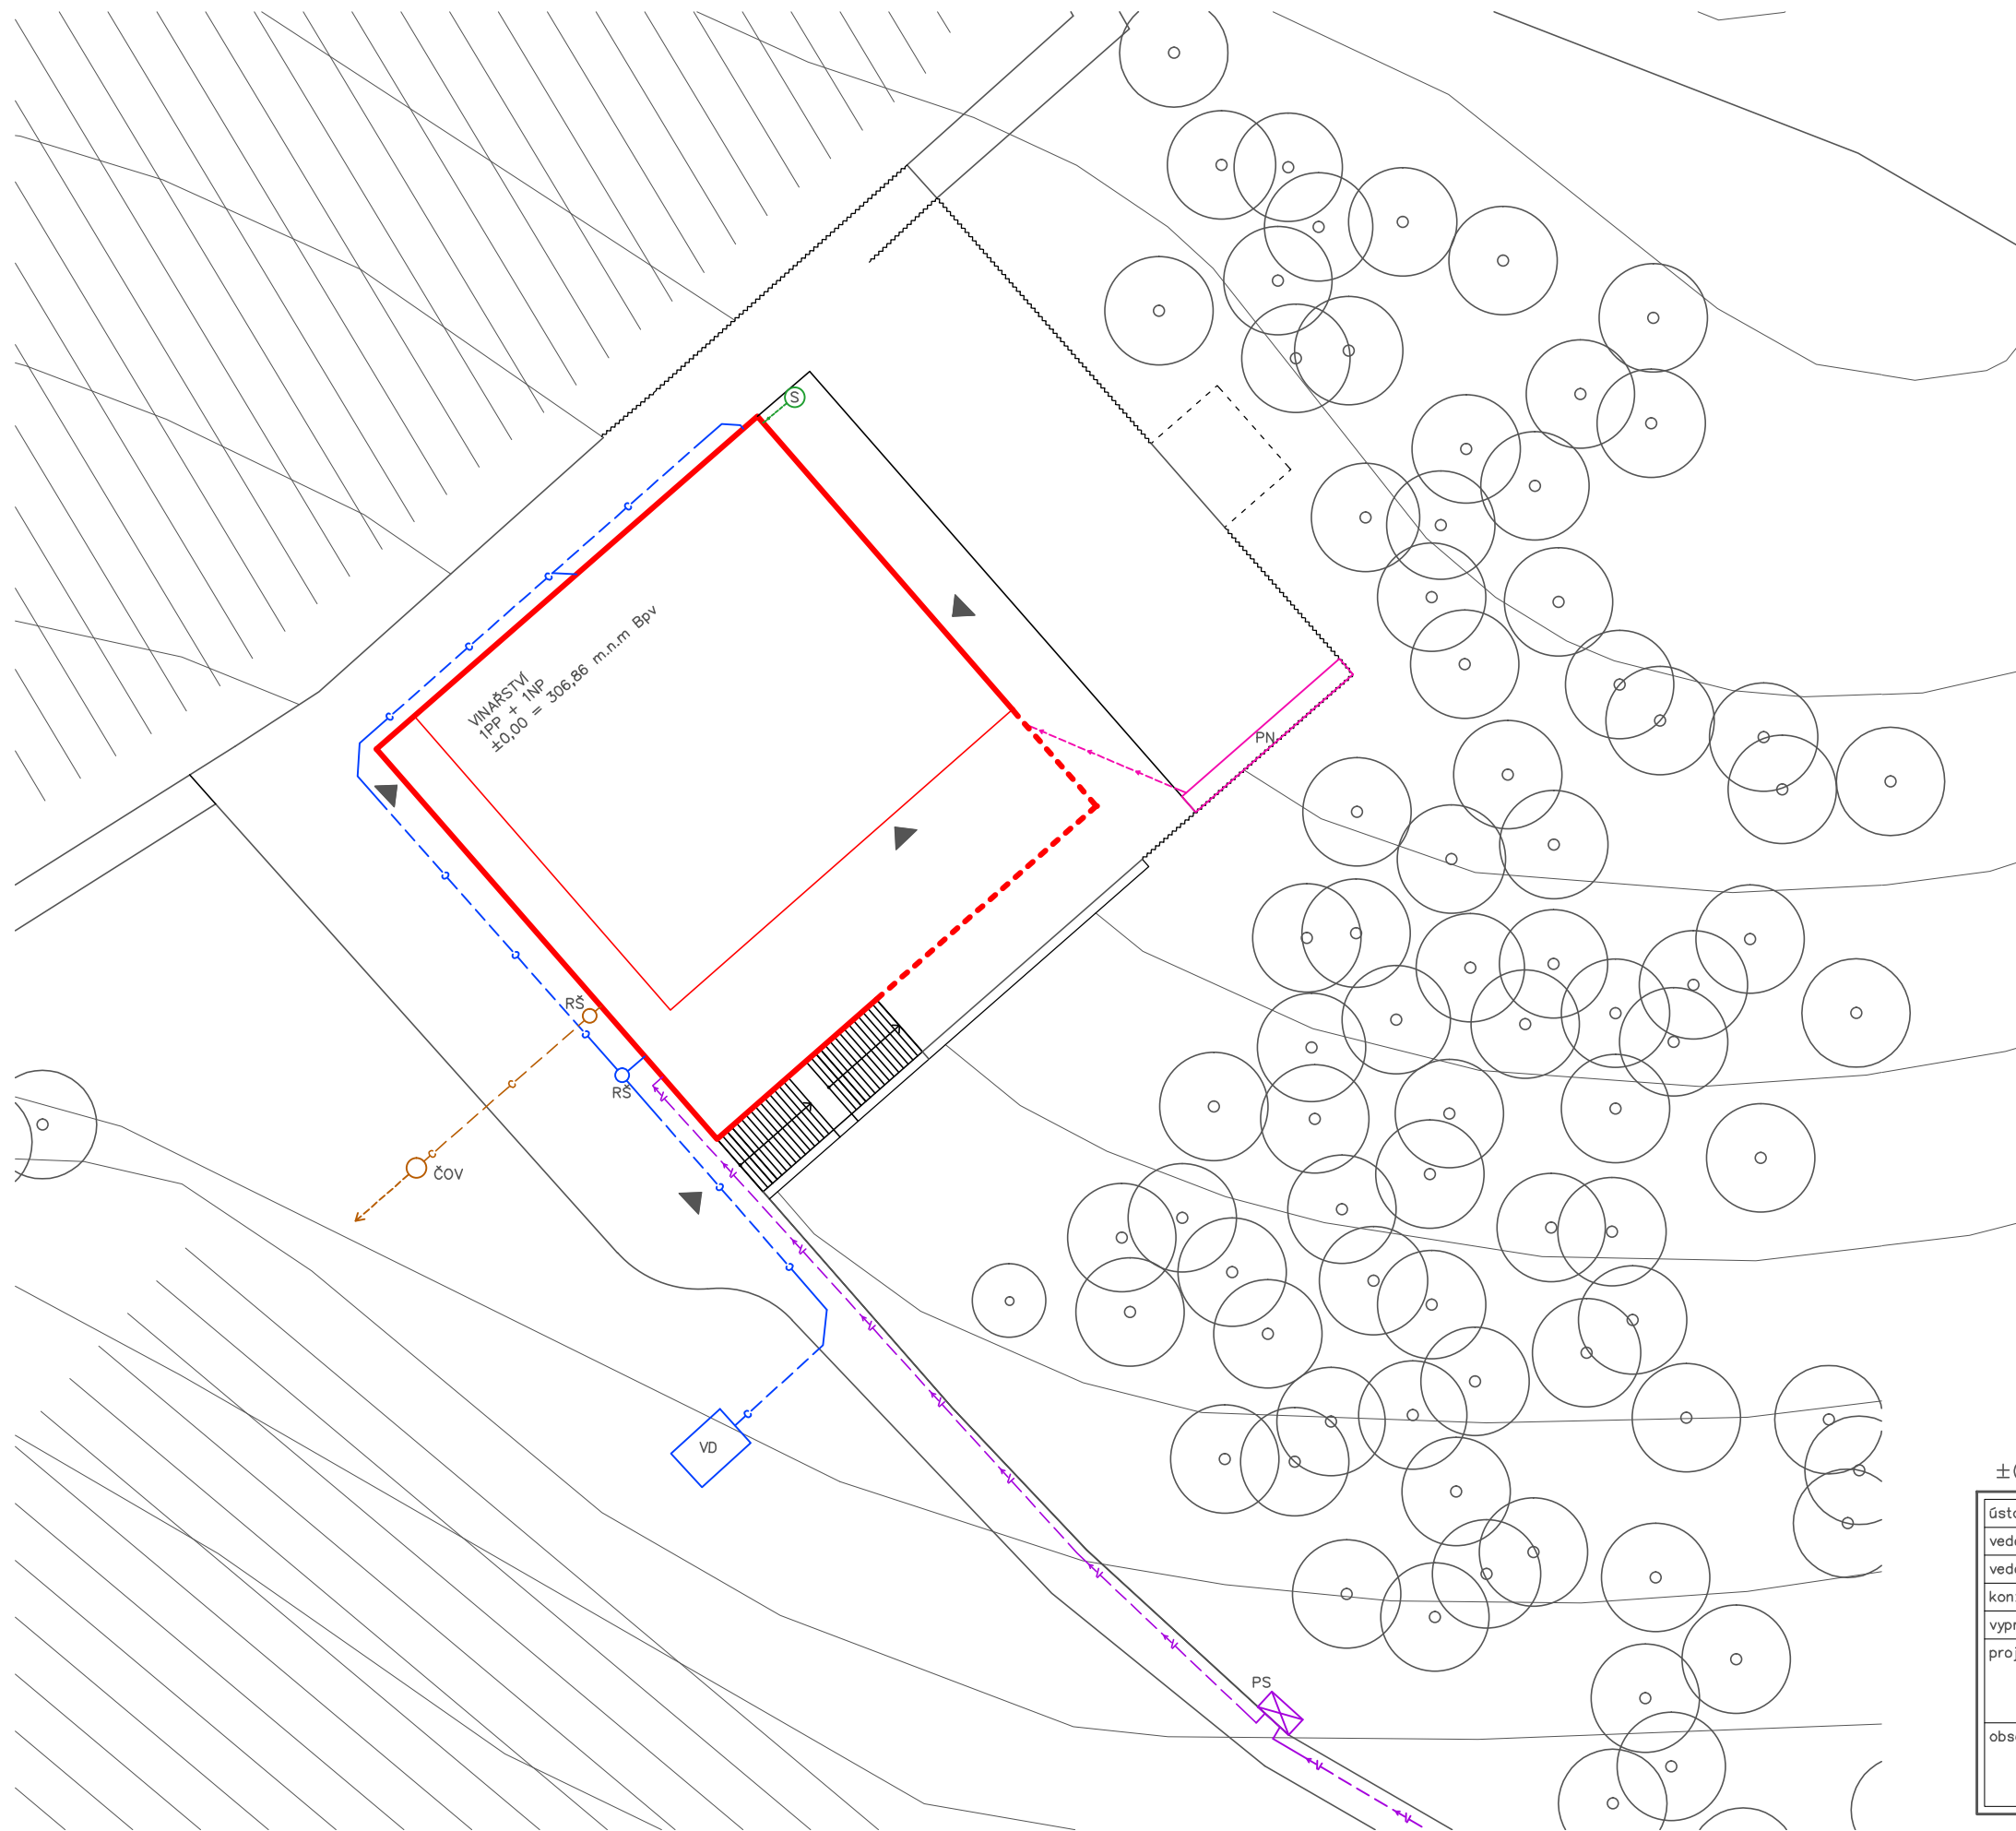 S
VINAŘSTVÍ
1PP + 1NP
±0,00 = 306,86 m.n.m Bpv
PN
RŠ
RŠ
ČOV
VD
PS